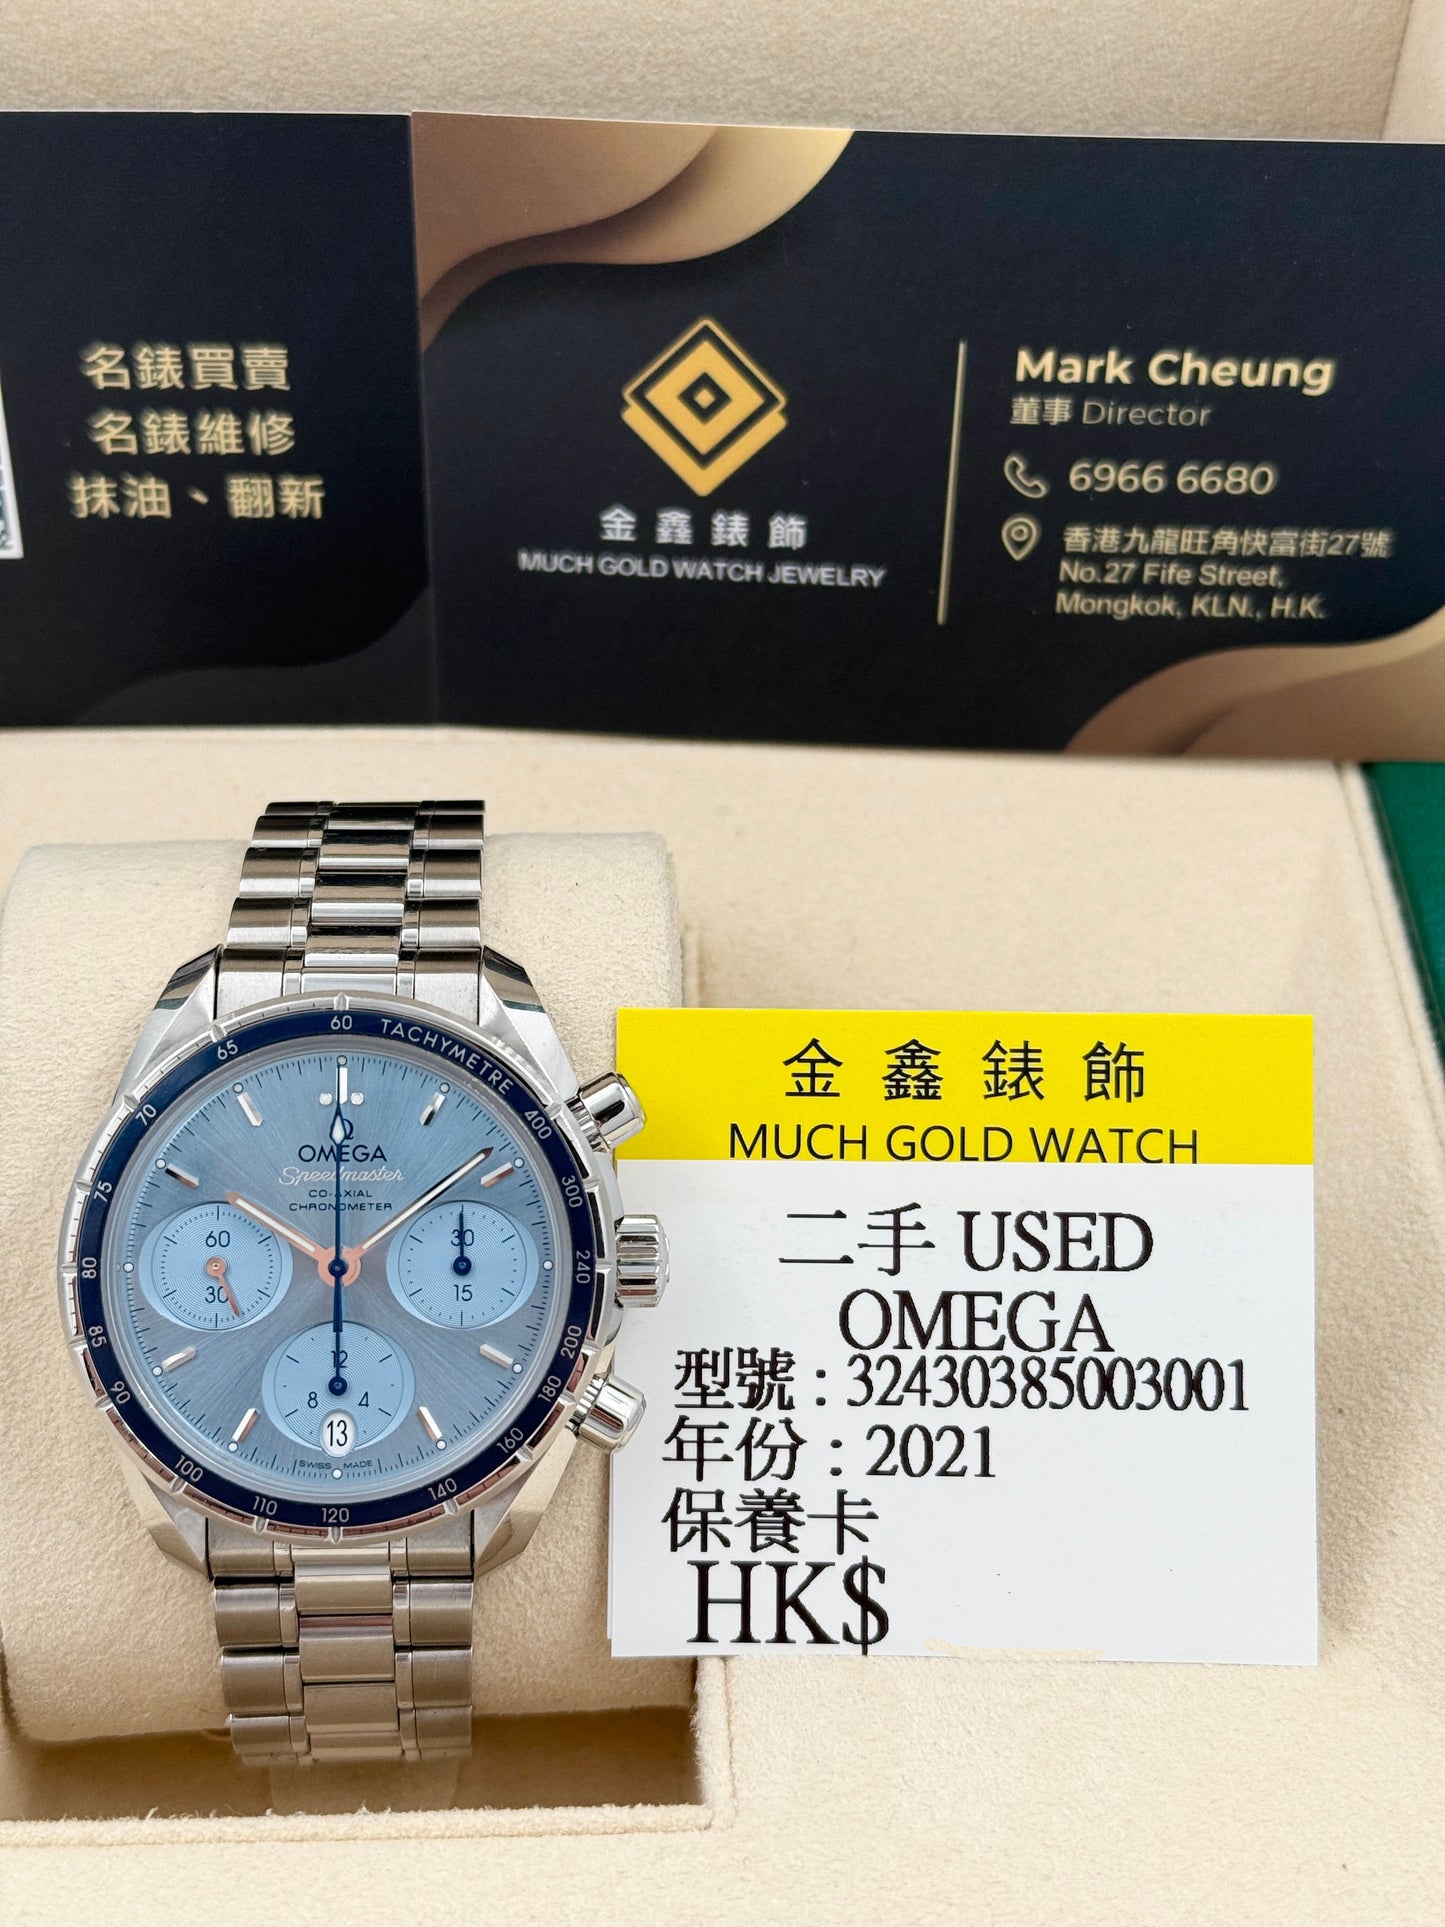 名錶買賣
名錶維修
抹油、翻新
金鑫錶飾
MUCH GOLD WATCH JEWELRY
Mark Cheung
董事 Director
6966 6680
香港九龍旺角快富街27號
No.27 Fife Street,
Mongkok, KLN., H.K.
60 TACHYMETRE
400
300
240
200
180
160
140
120
110
100
90
85
80
75
70
65
OMEGA
Speedmaster
CO-AXIAL
CHRONOMETER
60
30
30
15
12
8 4
13
SWISS MADE
金鑫錶飾
MUCH GOLD WATCH
二手 USED
OMEGA
型號：32430385003001
年份：2021
保養卡
HK$